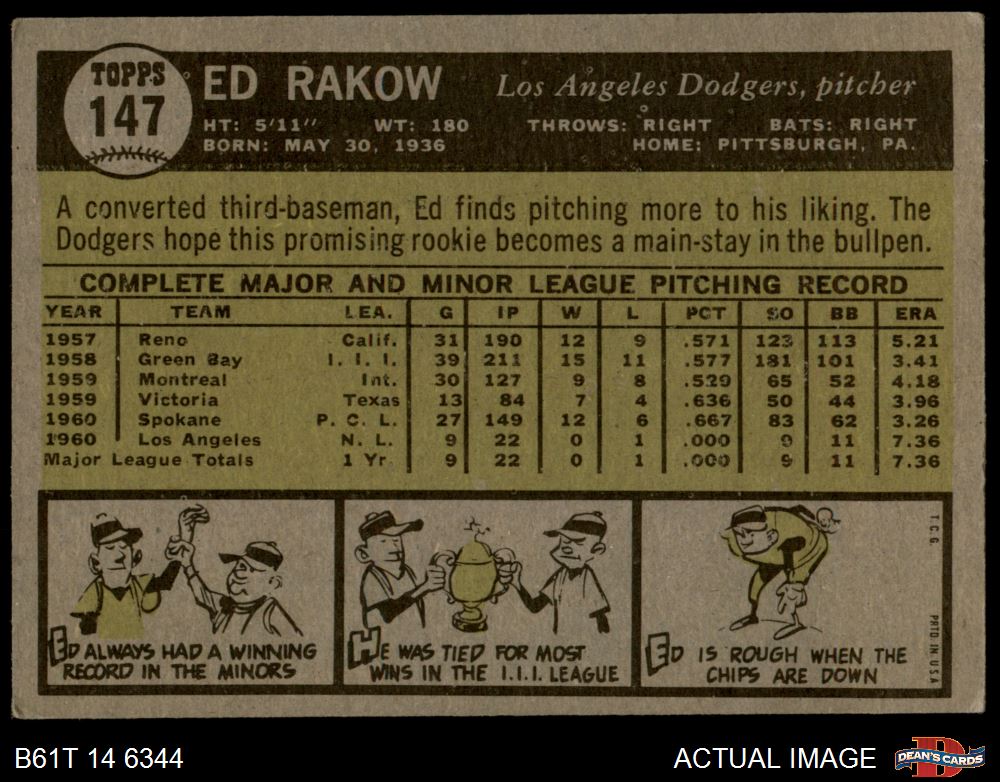 TOPPS
147
ED RAKOW
Los Angeles Dodgers, pitcher
HT: 5'11" WT: 180 THROWS: RIGHT BATS: RIGHT
BORN: MAY 30, 1936 HOME: PITTSBURGH, PA.
A converted third-baseman, Ed finds pitching more to his liking. The
Dodgers hope this promising rookie becomes a main-stay in the bullpen.
COMPLETE MAJOR AND MINOR LEAGUE PITCHING RECORD
YEAR TEAM LEA. G IP W L PCT SO BB ERA
1957 Reno Calif. 31 190 12 9 .571 123 113 5.21
1958 Green Bay I. I. I. 39 211 15 11 .577 181 101 3.41
1959 Montreal Int. 30 127 9 8 .529 65 52 4.18
1959 Victoria Texas 13 84 7 4 .636 50 44 3.96
1960 Spokane P. C. L. 27 149 12 6 .667 83 62 3.26
1960 Los Angeles N. L. 9 22 0 1 .000 9 11 7.36
Major League Totals 1 Yr. 9 22 0 1 .000 9 11 7.36
ED ALWAYS HAD A WINNING
RECORD IN THE MINORS
HE WAS TIED FOR MOST
WINS IN THE I.I.I. LEAGUE
ED IS ROUGH WHEN THE
CHIPS ARE DOWN
T.C.G.
PRTD. IN U.S.A.
B61T 14 6344
ACTUAL IMAGE
D
DEAN'S CARDS